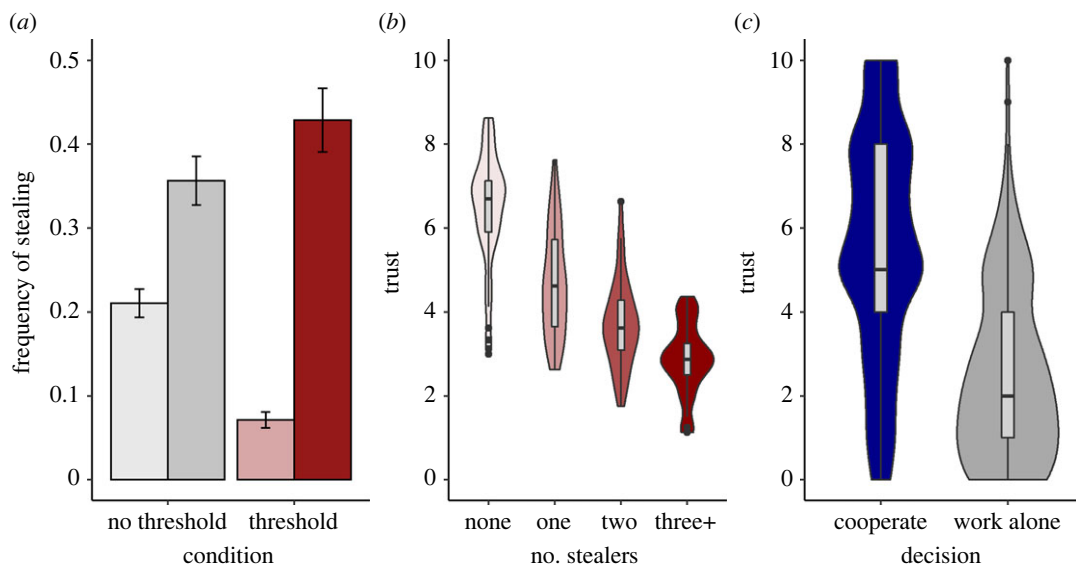 (a)
frequency of stealing
0.5
0.4
0.3
0.2
0.1
0
no threshold threshold
condition
(b)
trust
10
8
6
4
2
0
none one two three+
no. stealers
(c)
trust
10
8
6
4
2
0
cooperate work alone
decision